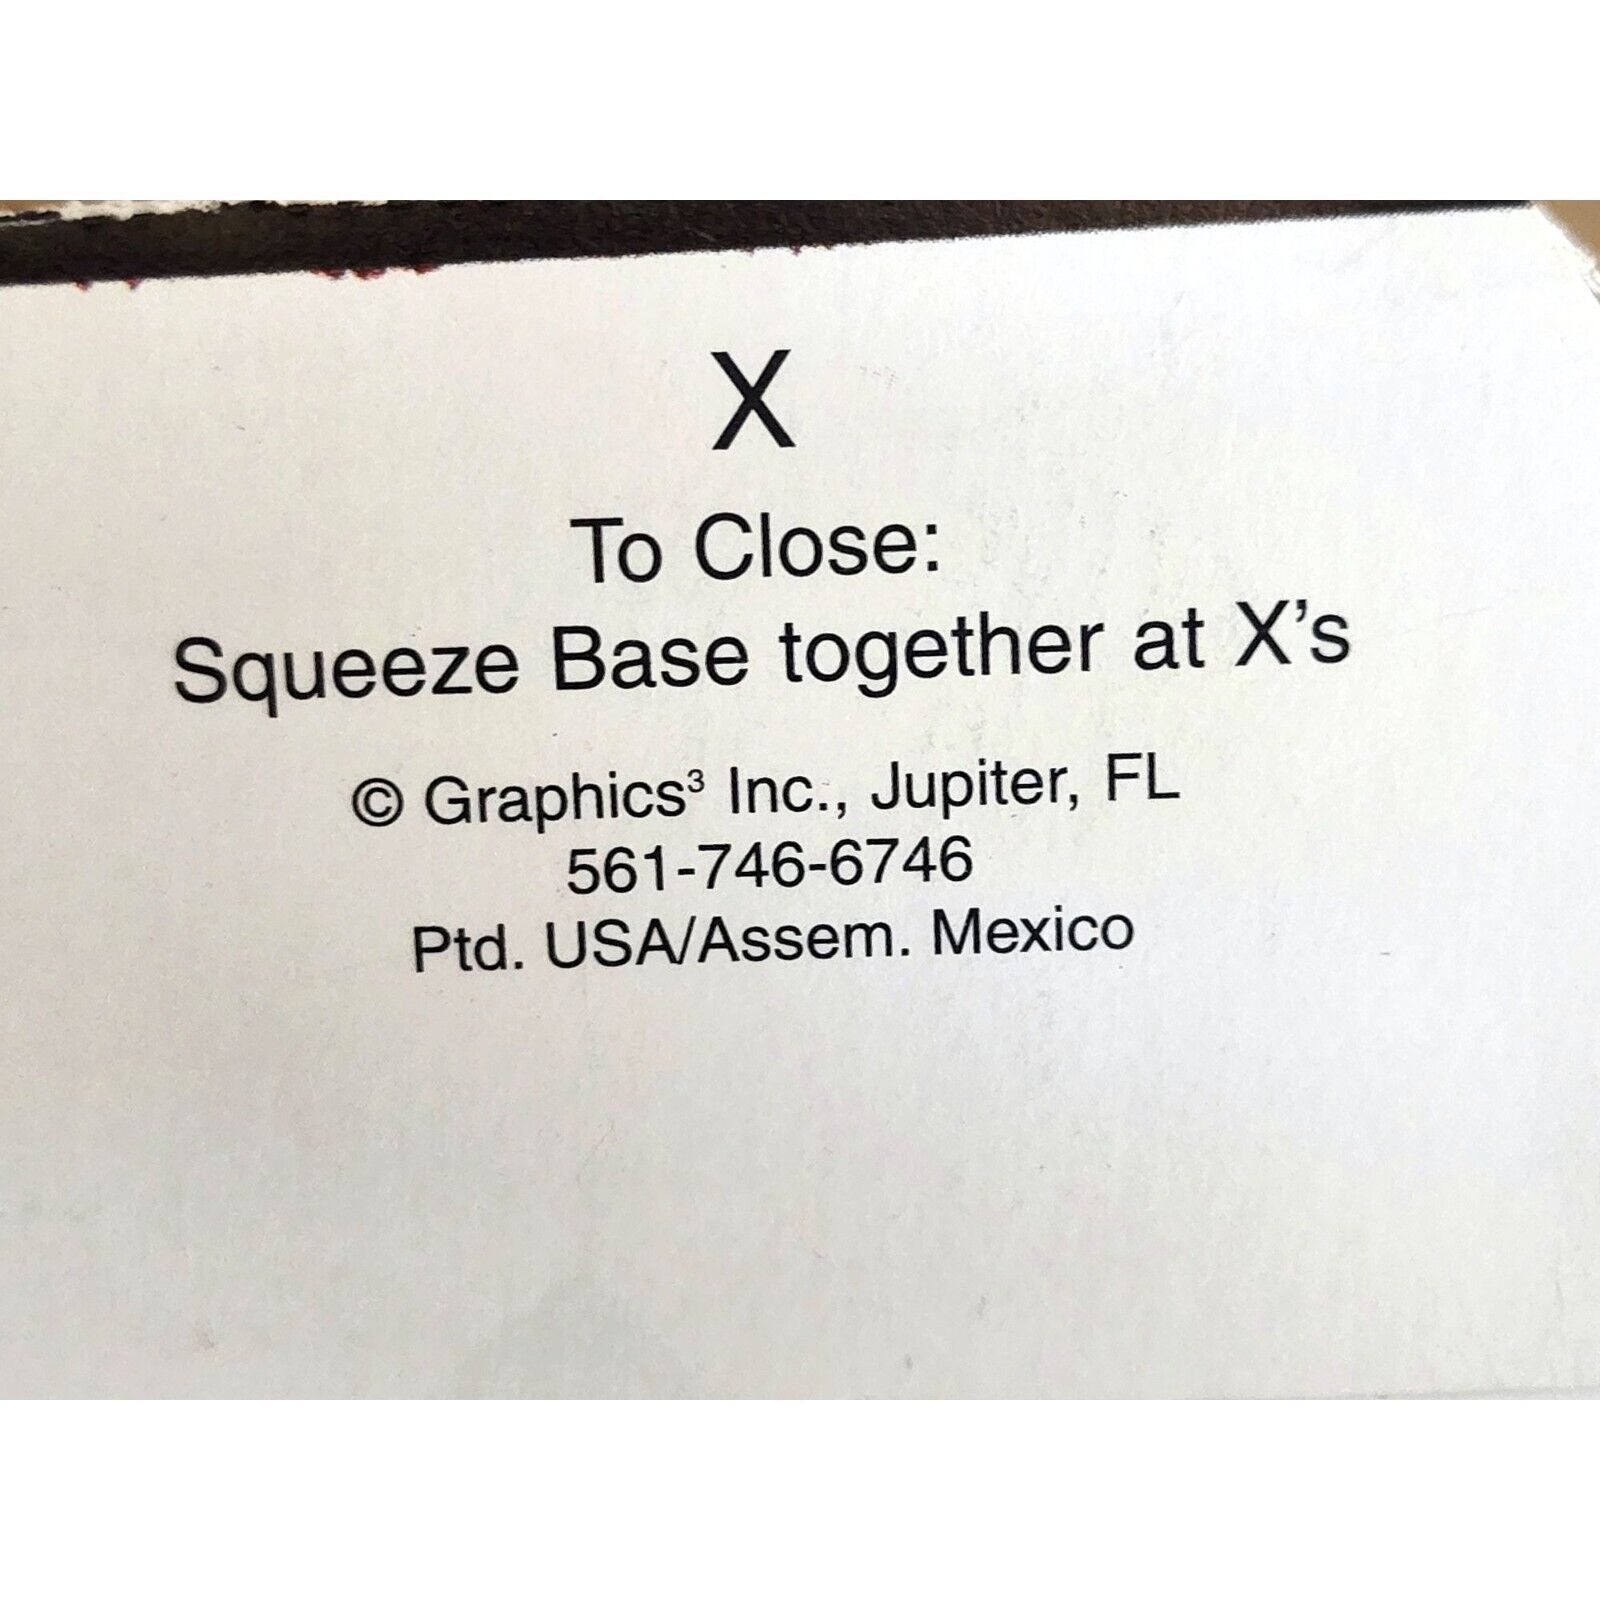 X
To Close:
Squeeze Base together at X’s
© Graphics³ Inc., Jupiter, FL
561-746-6746
Ptd. USA/Assem. Mexico